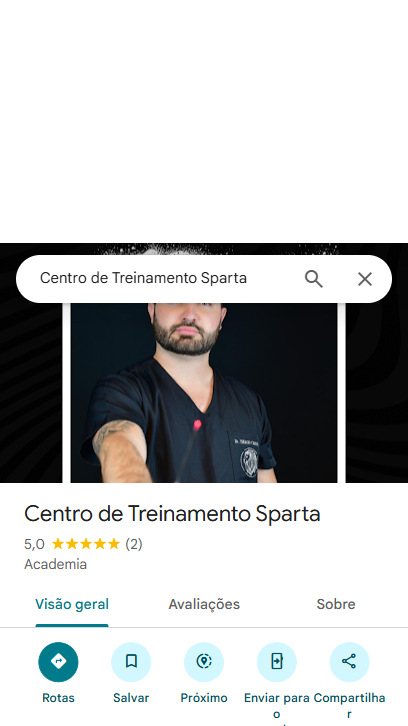 Centro de Treinamento Sparta
Centro de Treinamento Sparta
5,0 ★★★★★ (2)
Academia
Visão geral
Avaliações
Sobre
Rotas
Salvar
Próximo
Enviar para
o
Compartilha
r